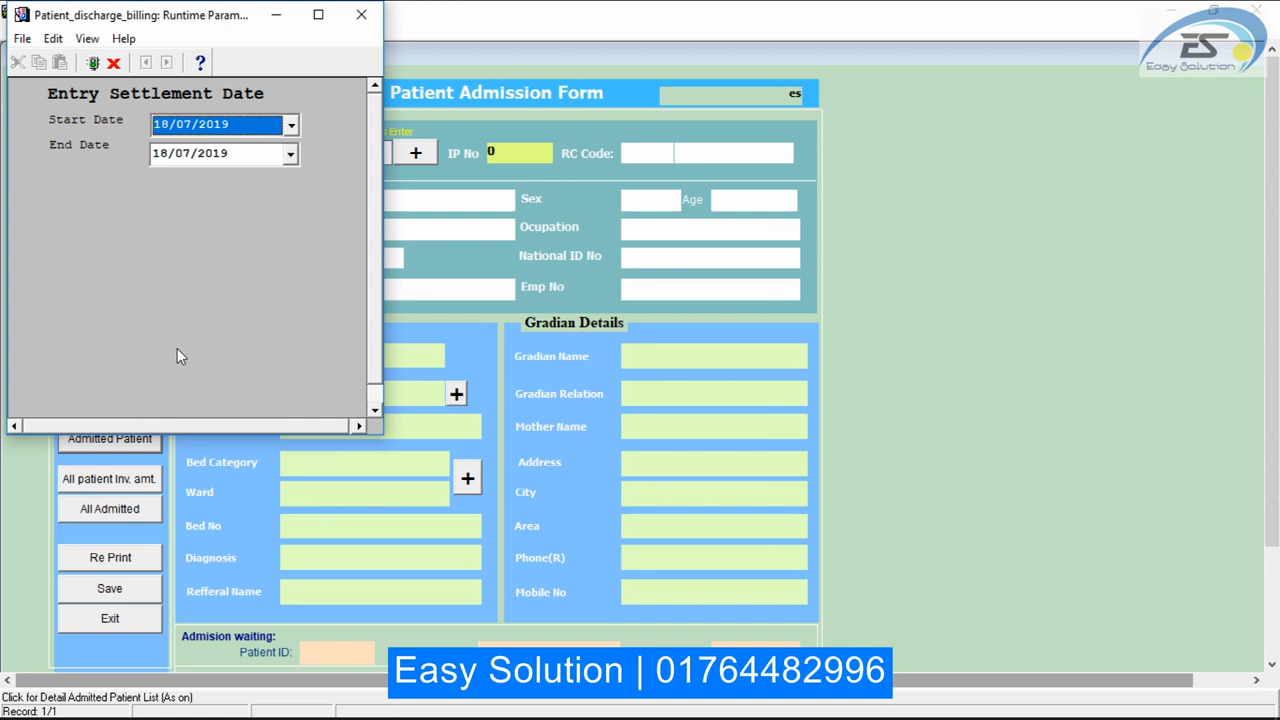 Patient_discharge_billing: Runtime Param...
File Edit View Help
Entry Settlement Date
Start Date 18/07/2019
End Date 18/07/2019
ES
Easy Solution
Patient Admission Form es
Enter
IP No 0 RC Code:
Sex Age
Ocupation
National ID No
Emp No
Gradian Details
Gradian Name
Gradian Relation
Mother Name
Admitted Patient
Bed Category Address
All patient Inv. amt.
Ward City
All Admitted
Bed No Area
Re Print Diagnosis Phone(R)
Save Refferal Name Mobile No
Exit
Admision waiting:
Patient ID:
Easy Solution | 01764482996
Click for Detail Admitted Patient List (As on)
Record: 1/1